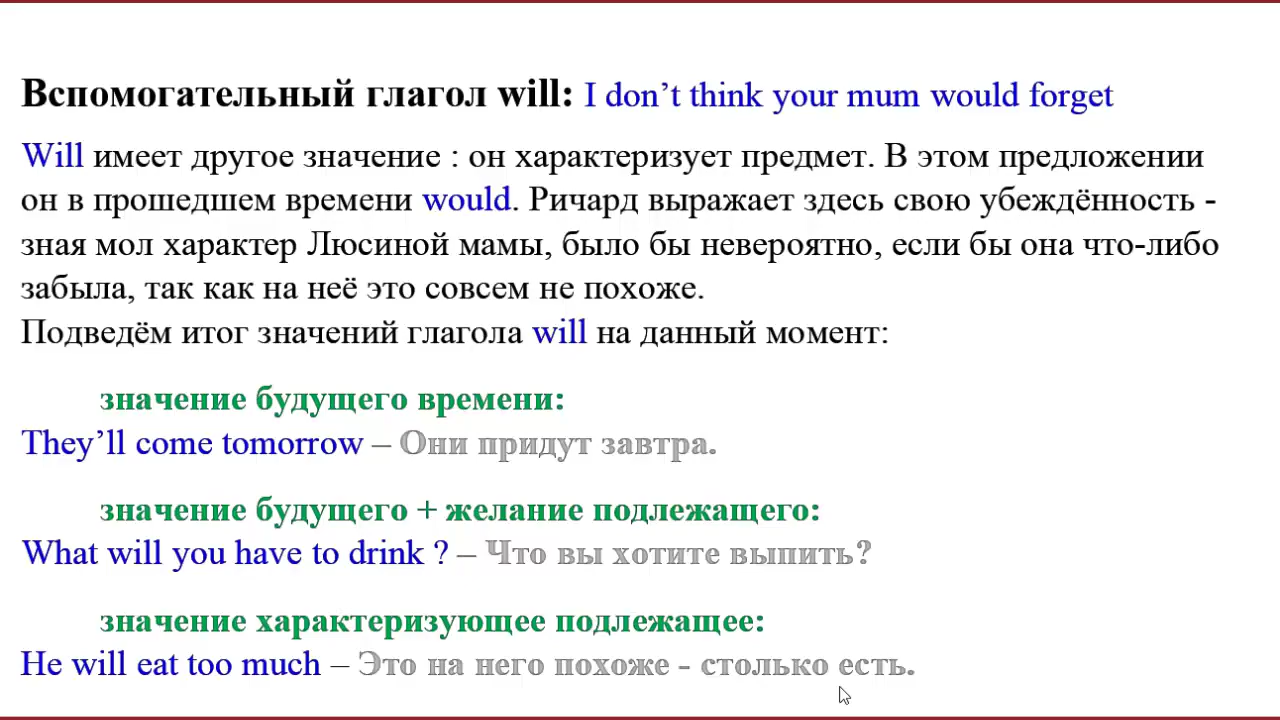 Вспомогательный глагол will: I don’t think your mum would forget
Will имеет другое значение : он характеризует предмет. В этом предложении
он в прошедшем времени would. Ричард выражает здесь свою убеждённость -
зная мол характер Люсиной мамы, было бы невероятно, если бы она что-либо
забыла, так как на неё это совсем не похоже.
Подведём итог значений глагола will на данный момент:
значение будущего времени:
They’ll come tomorrow – Они придут завтра.
значение будущего + желание подлежащего:
What will you have to drink ? – Что вы хотите выпить?
значение характеризующее подлежащее:
He will eat too much – Это на него похоже - столько есть.